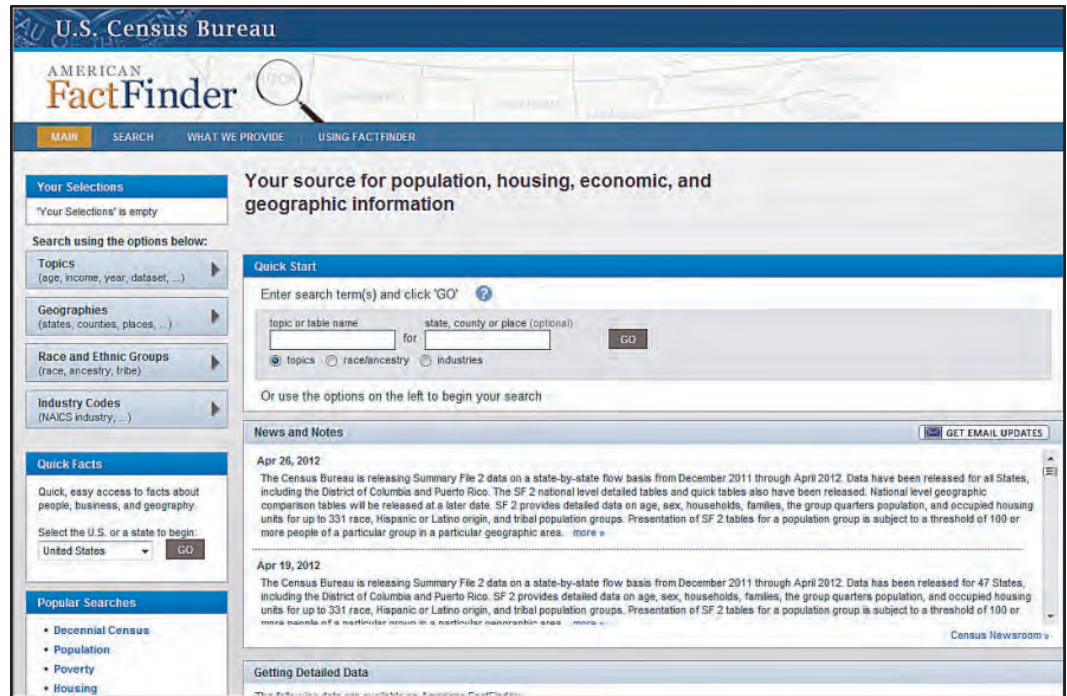 U.S. Census Bureau
AMERICAN
FactFinder
MAIN SEARCH WHAT WE PROVIDE USING FACTFINDER
Your Selections
'Your Selections' is empty
Search using the options below:
Topics
(age, income, year, dataset, ...)
Geographies
(states, counties, places, ...)
Race and Ethnic Groups
(race, ancestry, tribe)
Industry Codes
(NAICS industry, ...)
Quick Facts
Quick, easy access to facts about
people, business, and geography.
Select the U.S. or a state to begin:
United States GO
Popular Searches
• Decennial Census
• Population
• Poverty
• Housing
Your source for population, housing, economic, and
geographic information
Quick Start
Enter search term(s) and click 'GO' ?
topic or table name state, county or place (optional)
for GO
topics race/ancestry industries
Or use the options on the left to begin your search
News and Notes GET EMAIL UPDATES
Apr 26, 2012
The Census Bureau is releasing Summary File 2 data on a state-by-state flow basis from December 2011 through April 2012. Data have been released for all States,
including the District of Columbia and Puerto Rico. The SF 2 national level detailed tables and quick tables also have been released. National level geographic
comparison tables will be released at a later date. SF 2 provides detailed data on age, sex, households, families, the group quarters population, and occupied housing
units for up to 331 race, Hispanic or Latino origin, and tribal population groups. Presentation of SF 2 tables for a population group is subject to a threshold of 100 or
more people of a particular group in a particular geographic area. more »
Apr 19, 2012
The Census Bureau is releasing Summary File 2 data on a state-by-state flow basis from December 2011 through April 2012. Data has been released for 47 States,
including the District of Columbia and Puerto Rico. SF 2 provides detailed data on age, sex, households, families, the group quarters population, and occupied housing
units for up to 331 race, Hispanic or Latino origin, and tribal population groups. Presentation of SF 2 tables for a population group is subject to a threshold of 100 or
more people of a particular group in a particular geographic area. more »
Census Newsroom »
Getting Detailed Data